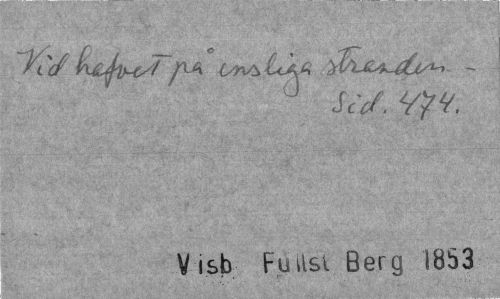 Vid hafvet på ensliga stranden –
Sid. 474.
Visb Fullst Berg 1853